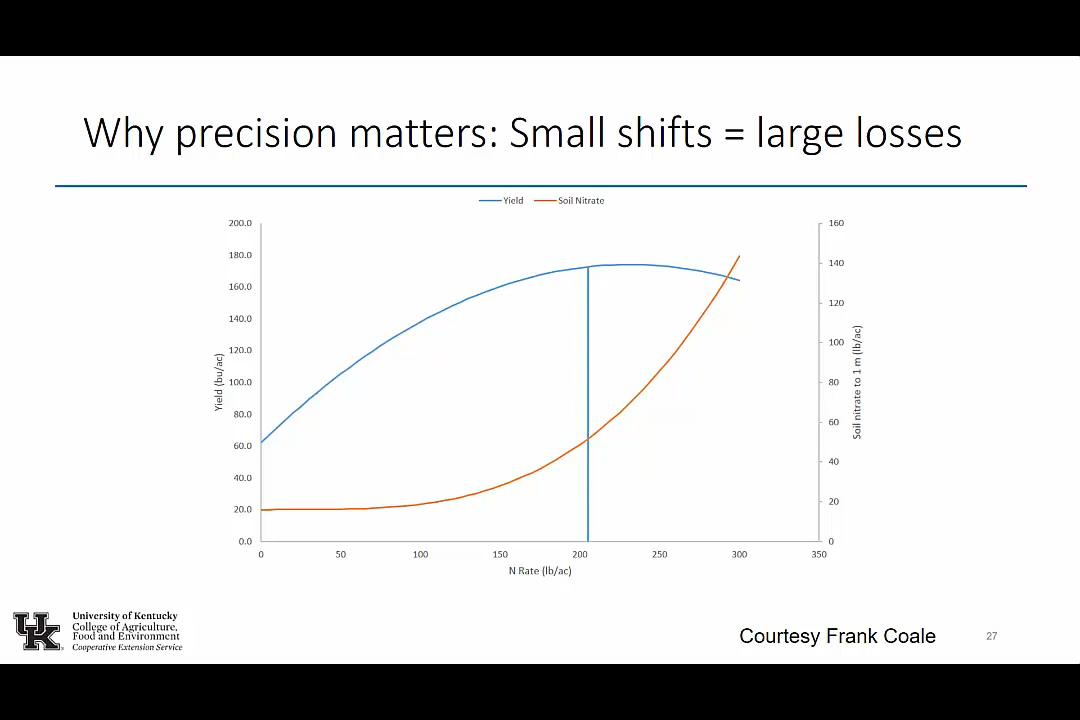 Why precision matters: Small shifts = large losses
Yield Soil Nitrate
200.0
180.0
160.0
140.0
120.0
100.0
80.0
60.0
40.0
20.0
0.0
Yield (bu/ac)
160
140
120
100
80
60
40
20
0
Soil nitrate to 1 m (lb/ac)
0 50 100 150 200 250 300 350
N Rate (lb/ac)
UK
University of Kentucky
College of Agriculture,
Food and Environment
Cooperative Extension Service
Courtesy Frank Coale
27